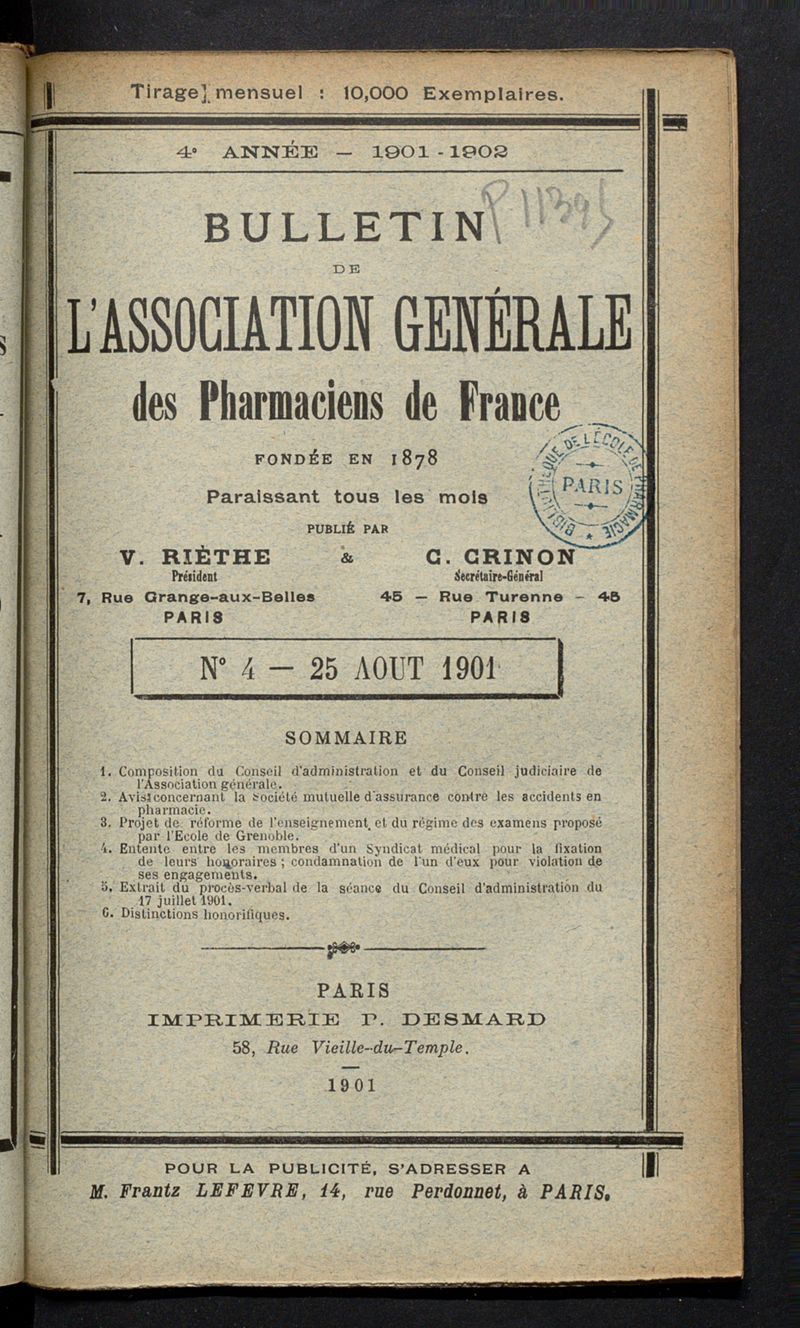 Tirage] mensuel : 10,000 Exemplaires.
4e ANNÉE — 1901-1902
P 11393
BULLETIN
DE
L'ASSOCIATION GENÉRALE
des Pharmaciens de France
FONDÉE EN 1878
Paraissant tous les mois
BIBLIOTHEQUE DE L'ÉCOLE DE PHARMACIE
PARIS
PUBLIÉ PAR
V. RIÈTHE & C. CRINON
Président Secrétaire-Général
7, Rue Grange-aux-Belles 45 — Rue Turenne — 45
PARIS PARIS
N° 4 — 25 AOUT 1901
SOMMAIRE
1. Composition du Conseil d'administration et du Conseil judiciaire de
l'Association générale.
2. Avis concernant la Société mutuelle d'assurance contre les accidents en
pharmacie.
3. Projet de réforme de l'enseignement et du régime des examens proposé
par l'Ecole de Grenoble.
4. Entente entre les membres d'un Syndicat médical pour la fixation
de leurs honoraires ; condamnation de l'un d'eux pour violation de
ses engagements.
5. Extrait du procès-verbal de la séance du Conseil d'administration du
17 juillet 1901.
6. Distinctions honorifiques.
PARIS
IMPRIMERIE P. DESMARD
58, Rue Vieille-du-Temple.
1901
POUR LA PUBLICITÉ, S'ADRESSER A
M. Frantz LEFEVRE, 14, rue Perdonnet, à PARIS.